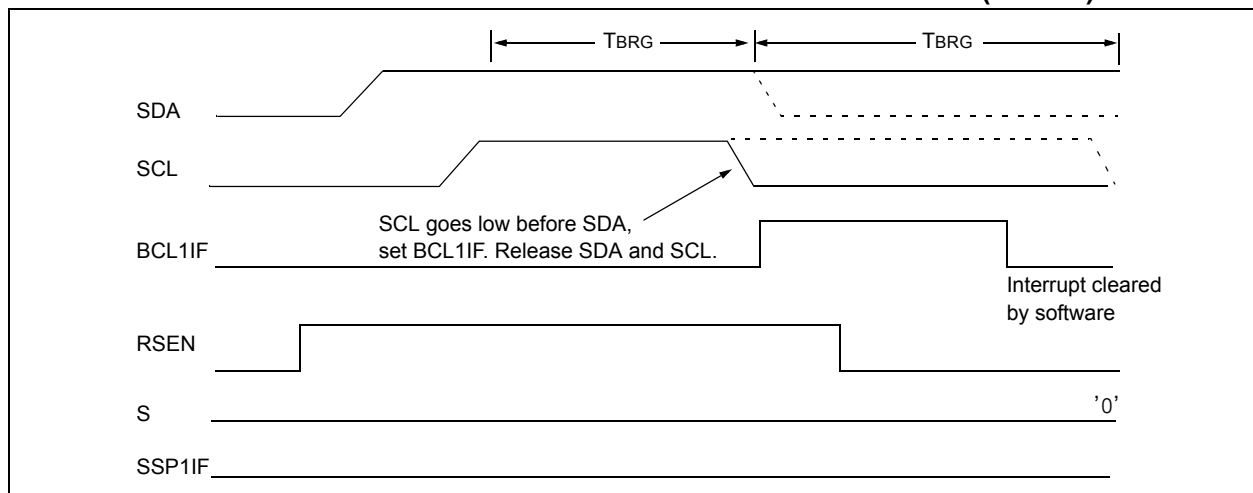 TBRG TBRG
SDA
SCL
SCL goes low before SDA,
set BCL1IF. Release SDA and SCL.
BCL1IF
Interrupt cleared
by software
RSEN
S '0'
SSP1IF